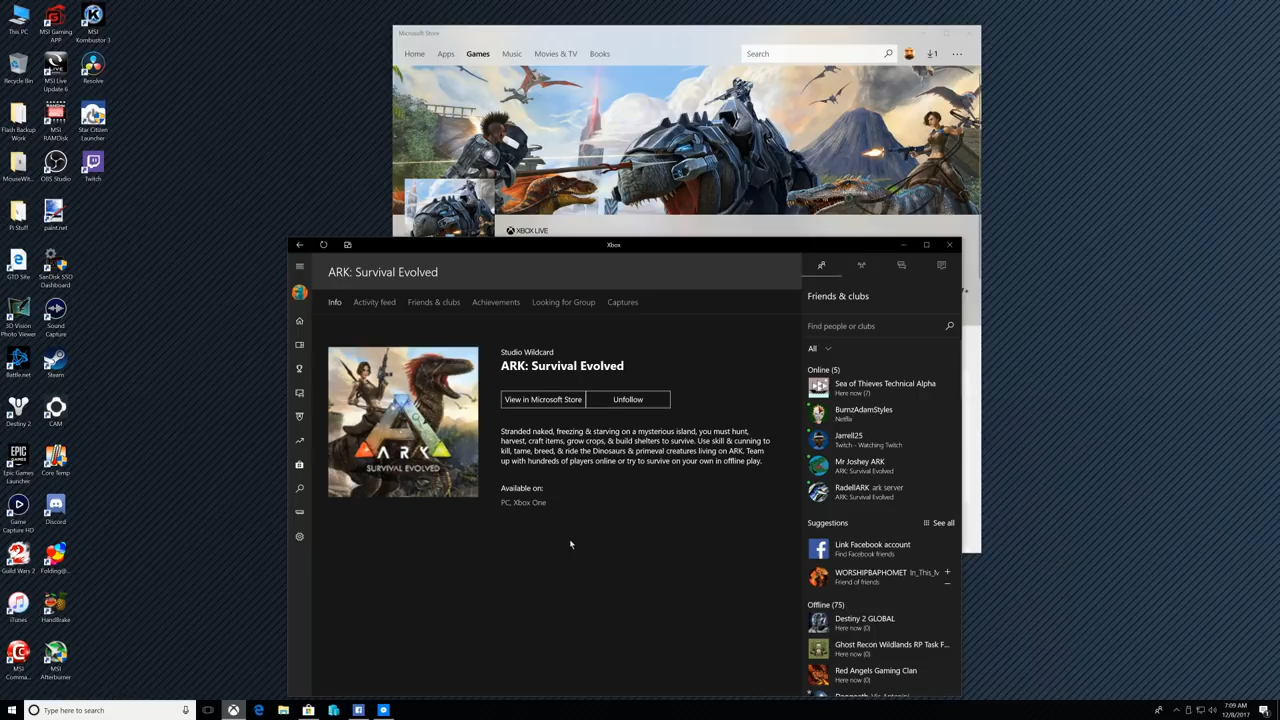 This PC
MSI Gaming
APP
MSI
Kombustor 3
Recycle Bin
MSI Live
Update 6
Resolve
Flash Backup
Work
MSI
RAMDisk
Star Citizen
Launcher
MouseWit...
OBS Studio
Twitch
Pi Stuff
paint.net
GTD Site
SanDisk SSD
Dashboard
3D Vision
Photo Viewer
Sound
Capture
Battle.net
Steam
Destiny 2
CAM
Epic Games
Launcher
Core Temp
Game
Capture HD
Discord
Guild Wars 2
Folding@...
iTunes
HandBrake
MSI
Comma...
MSI
Afterburner
Microsoft Store
Home Apps Games Music Movies & TV Books
Search
1
XBOX LIVE
Xbox
ARK: Survival Evolved
Info Activity feed Friends & clubs Achievements Looking for Group Captures
ARK
SURVIVAL EVOLVED
Studio Wildcard
ARK: Survival Evolved
View in Microsoft Store Unfollow
Stranded naked, freezing & starving on a mysterious island, you must hunt,
harvest, craft items, grow crops, & build shelters to survive. Use skill & cunning to
kill, tame, breed, & ride the Dinosaurs & primeval creatures living on ARK. Team
up with hundreds of players online or try to survive on your own in offline play.
Available on:
PC, Xbox One
Friends & clubs
Find people or clubs
All
Online (5)
Sea of Thieves Technical Alpha
Here now (7)
BurnzAdamStyles
Netflix
Jarrell25
Twitch - Watching Twitch
Mr Joshey ARK
ARK: Survival Evolved
RadellARK ark server
ARK: Survival Evolved
Suggestions See all
Link Facebook account
Find Facebook friends
WORSHIPBAPHOMET In_This_M
Friend of friends
Offline (75)
Destiny 2 GLOBAL
Here now (0)
Ghost Recon Wildlands RP Task F...
Here now (0)
Red Angels Gaming Clan
Here now (0)
Type here to search
7:09 AM
12/8/2017